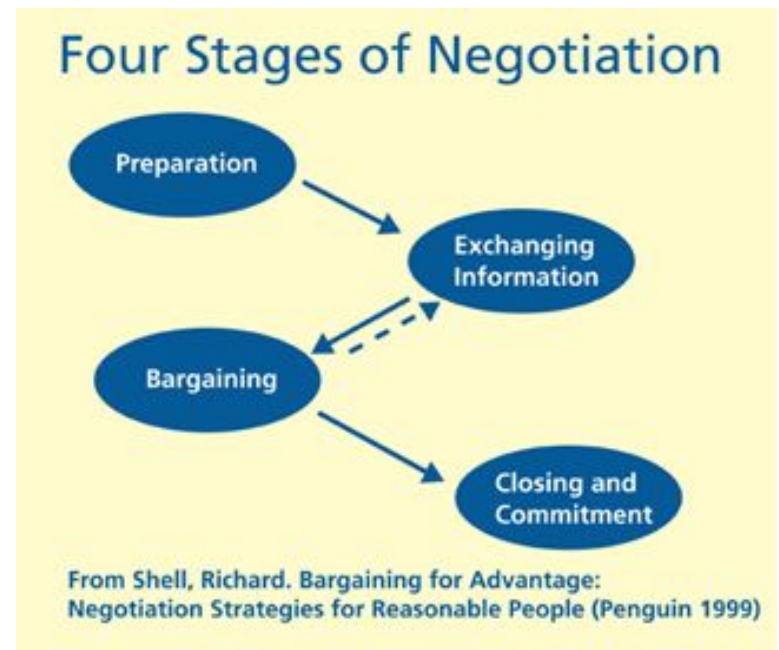 Four Stages of Negotiation
Preparation
Exchanging
Information
Bargaining
Closing and
Commitment
From Shell, Richard. Bargaining for Advantage:
Negotiation Strategies for Reasonable People (Penguin 1999)